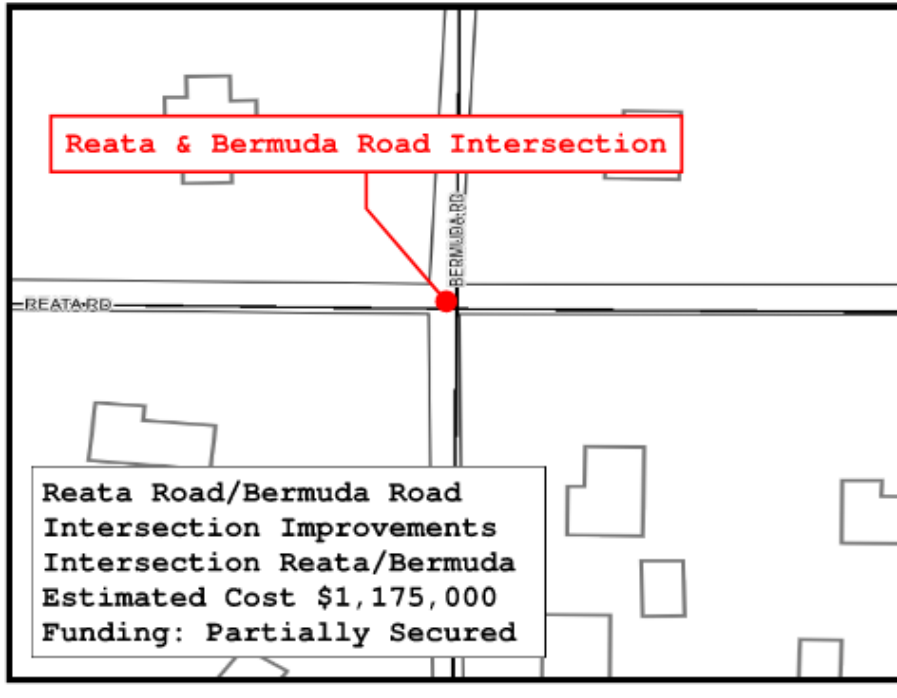 Reata & Bermuda Road Intersection
BERMUDA RD
REATA RD
Reata Road/Bermuda Road
Intersection Improvements
Intersection Reata/Bermuda
Estimated Cost $1,175,000
Funding: Partially Secured